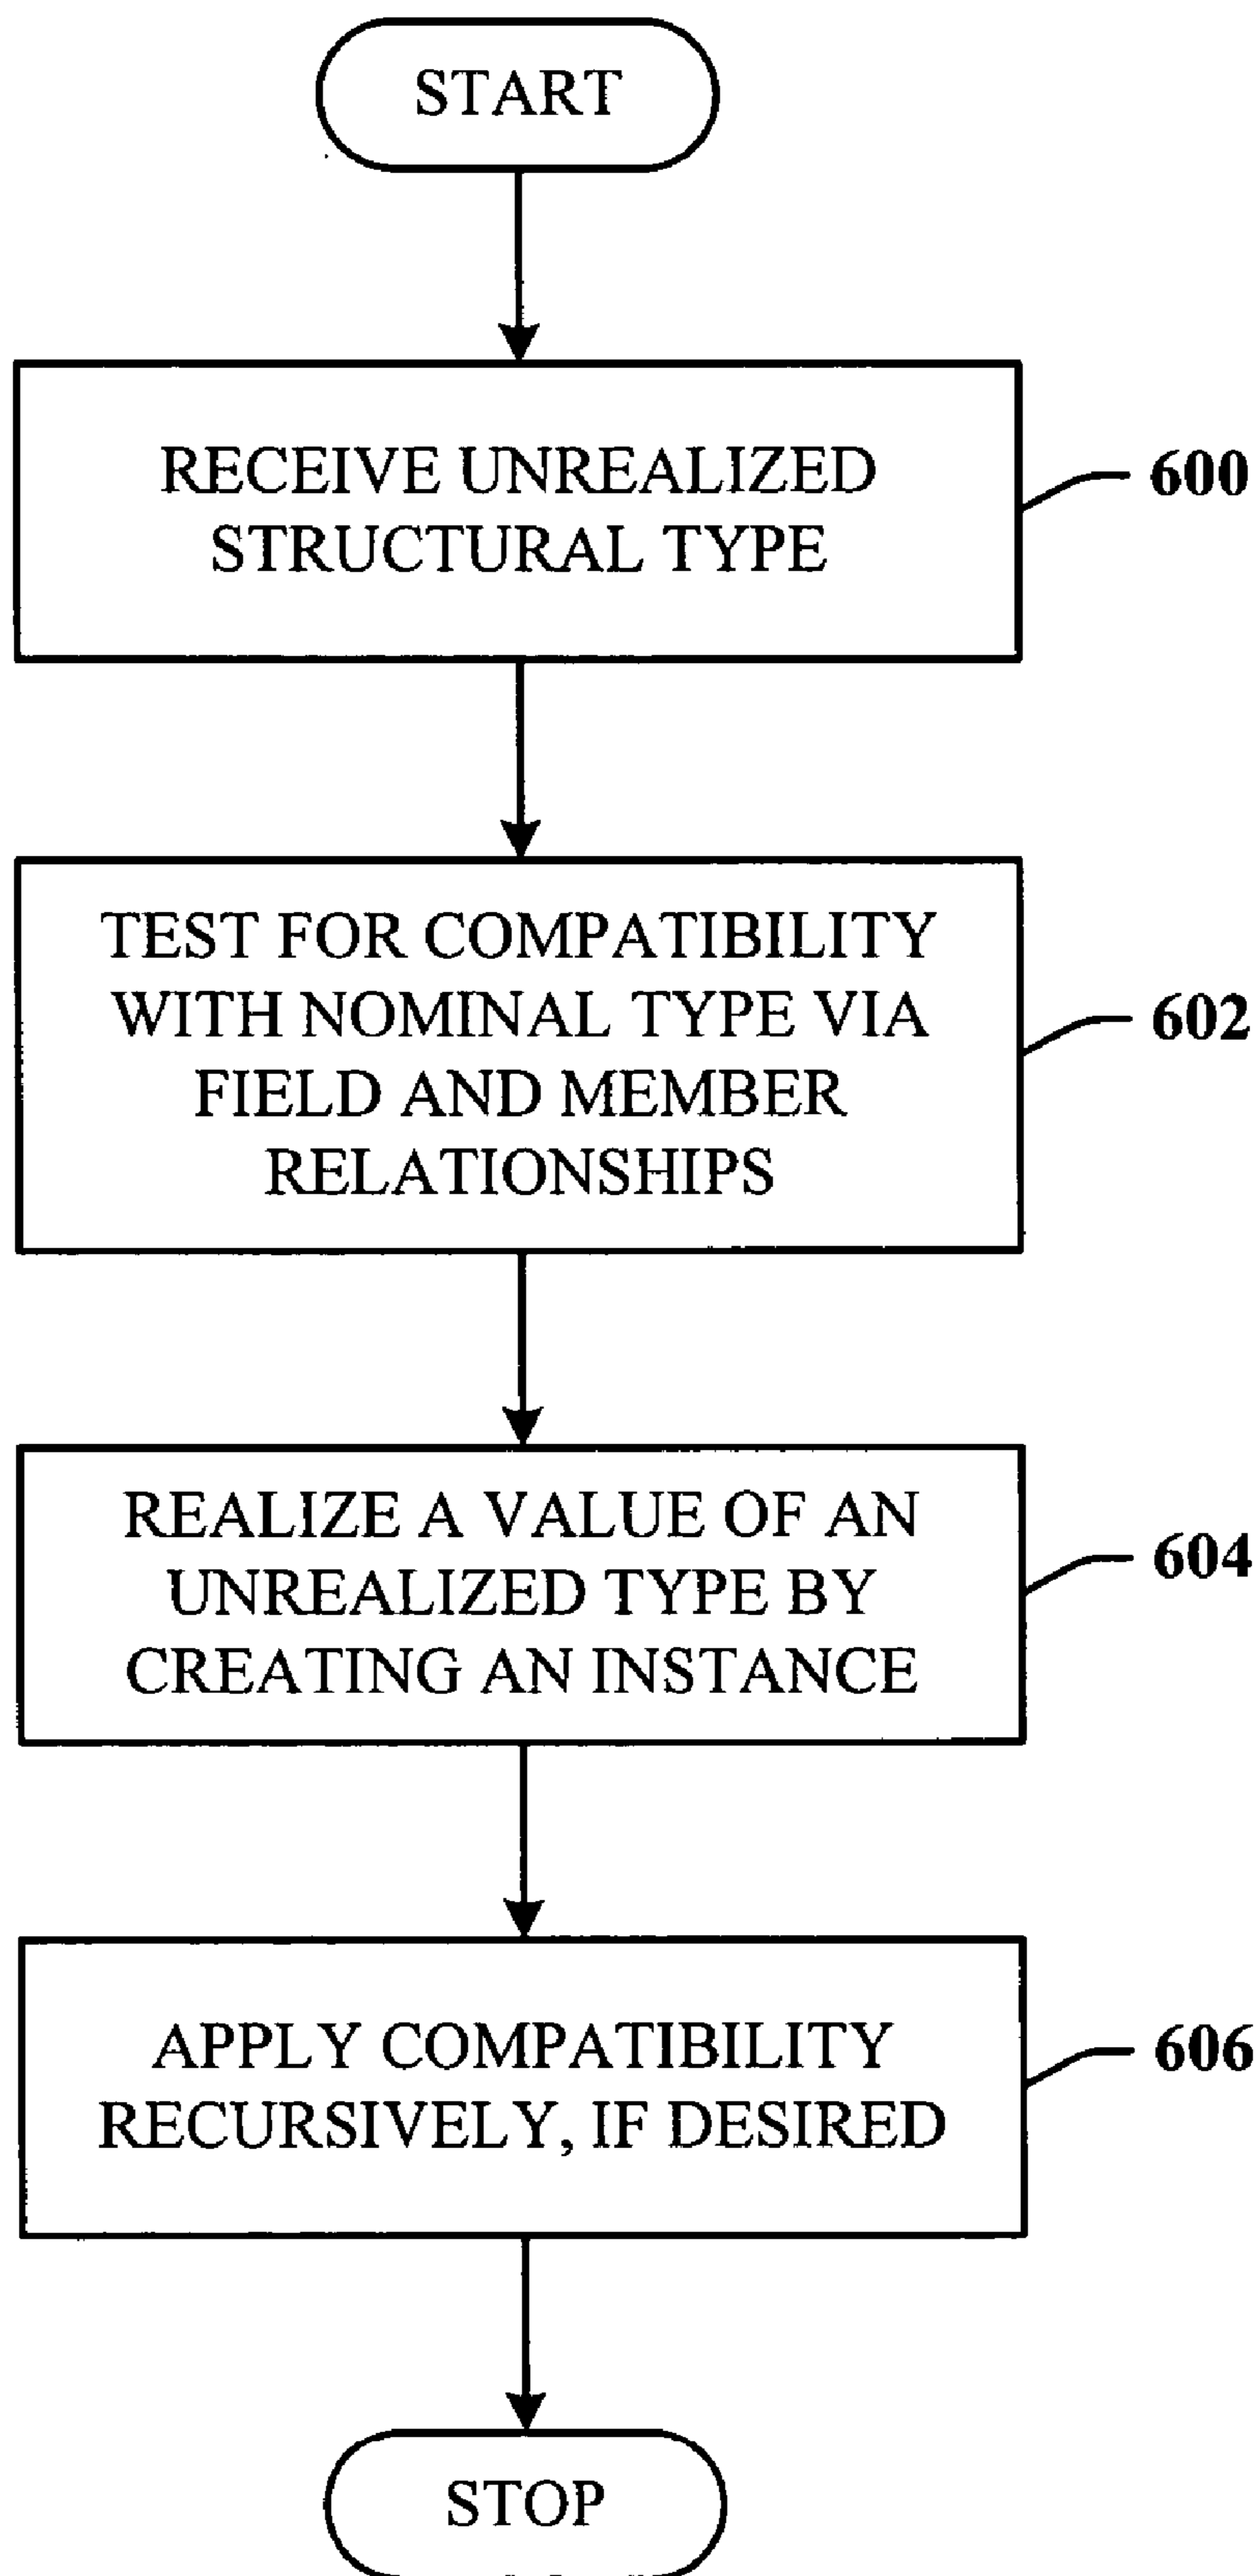 START
RECEIVE UNREALIZED
STRUCTURAL TYPE
600
TEST FOR COMPATIBILITY
WITH NOMINAL TYPE VIA
FIELD AND MEMBER
RELATIONSHIPS
602
REALIZE A VALUE OF AN
UNREALIZED TYPE BY
CREATING AN INSTANCE
604
APPLY COMPATIBILITY
RECURSIVELY, IF DESIRED
606
STOP